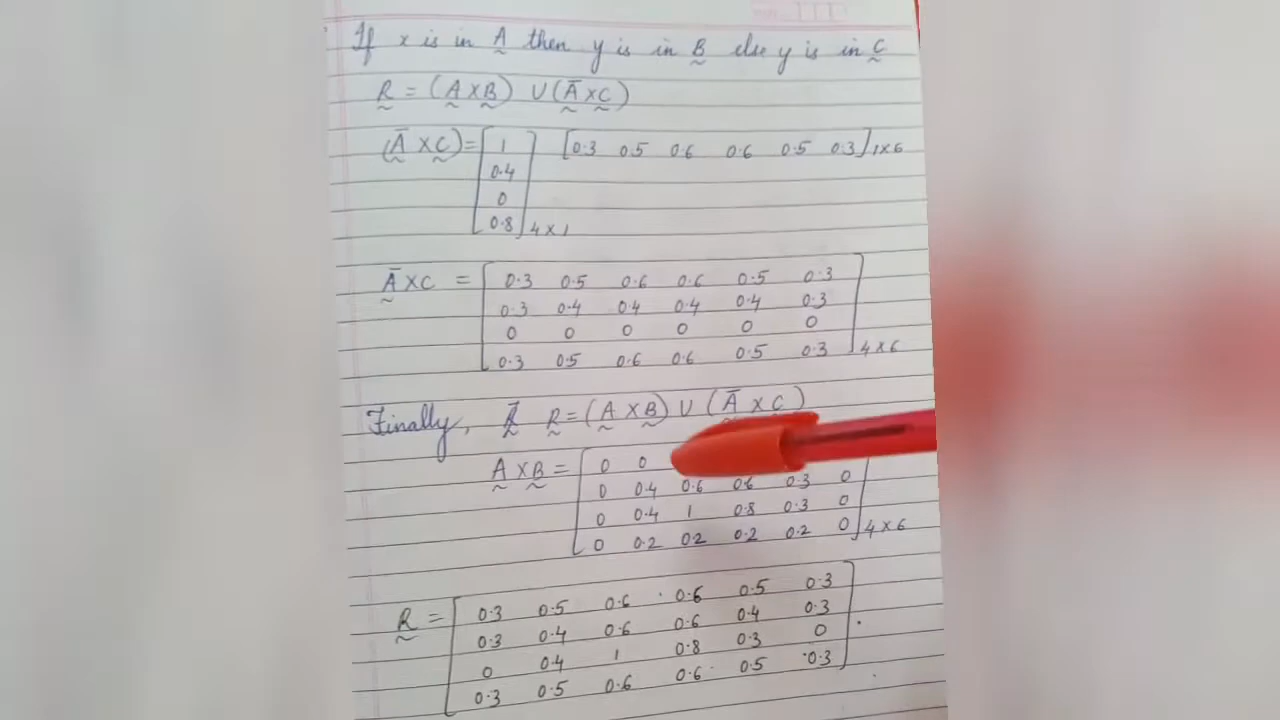 If x is in A then y is in B else y is in C
R = (A×B) ∪ (Ā×C)
(Ā×C) = [1 [0.3 0.5 0.6 0.6 0.5 0.3]1×6
0.4
0
0.8]4×1
Ā×C = [0.3 0.5 0.6 0.6 0.5 0.3
0.3 0.4 0.4 0.4 0.4 0.3
0 0 0 0 0 0
0.3 0.5 0.6 0.6 0.5 0.3]4×6
Finally, R = (A×B) ∪ (Ā×C)
A×B = [0 0
0 0.4 0.6 0.6 0.3 0
0 0.4 1 0.8 0.3 0
0 0.2 0.2 0.2 0.2 0]4×6
R = [0.3 0.5 0.6 0.6 0.5 0.3
0.3 0.4 0.6 0.6 0.4 0.3
0 0.4 1 0.8 0.3 0
0.3 0.5 0.6 0.6 0.5 0.3]